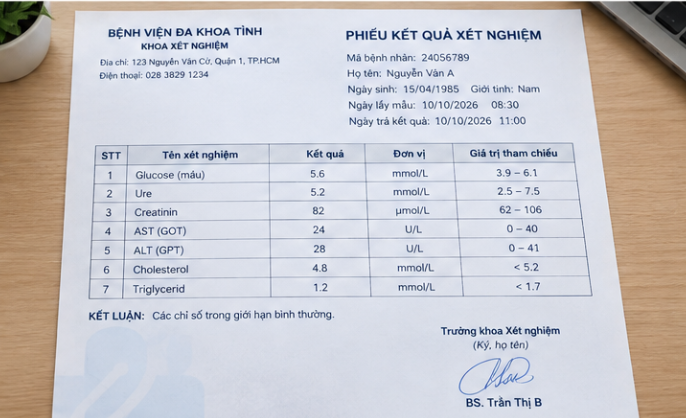 BỆNH VIỆN ĐA KHOA TỈNH
KHOA XÉT NGHIỆM
Địa chỉ: 123 Nguyễn Văn Cừ, Quận 1, TP.HCM
Điện thoại: 028 3829 1234
PHIẾU KẾT QUẢ XÉT NGHIỆM
Mã bệnh nhân: 24056789
Họ tên: Nguyễn Văn A
Ngày sinh: 15/04/1985 Giới tính: Nam
Ngày lấy mẫu: 10/10/2026 08:30
Ngày trả kết quả: 10/10/2026 11:00
STT Tên xét nghiệm Kết quả Đơn vị Giá trị tham chiếu
1 Glucose (máu) 5.6 mmol/L 3.9 – 6.1
2 Ure 5.2 mmol/L 2.5 – 7.5
3 Creatinin 82 µmol/L 62 – 106
4 AST (GOT) 24 U/L 0 – 40
5 ALT (GPT) 28 U/L 0 – 41
6 Cholesterol 4.8 mmol/L < 5.2
7 Triglycerid 1.2 mmol/L < 1.7
KẾT LUẬN: Các chỉ số trong giới hạn bình thường.
Trưởng khoa Xét nghiệm
(Ký, họ tên)
BS. Trần Thị B